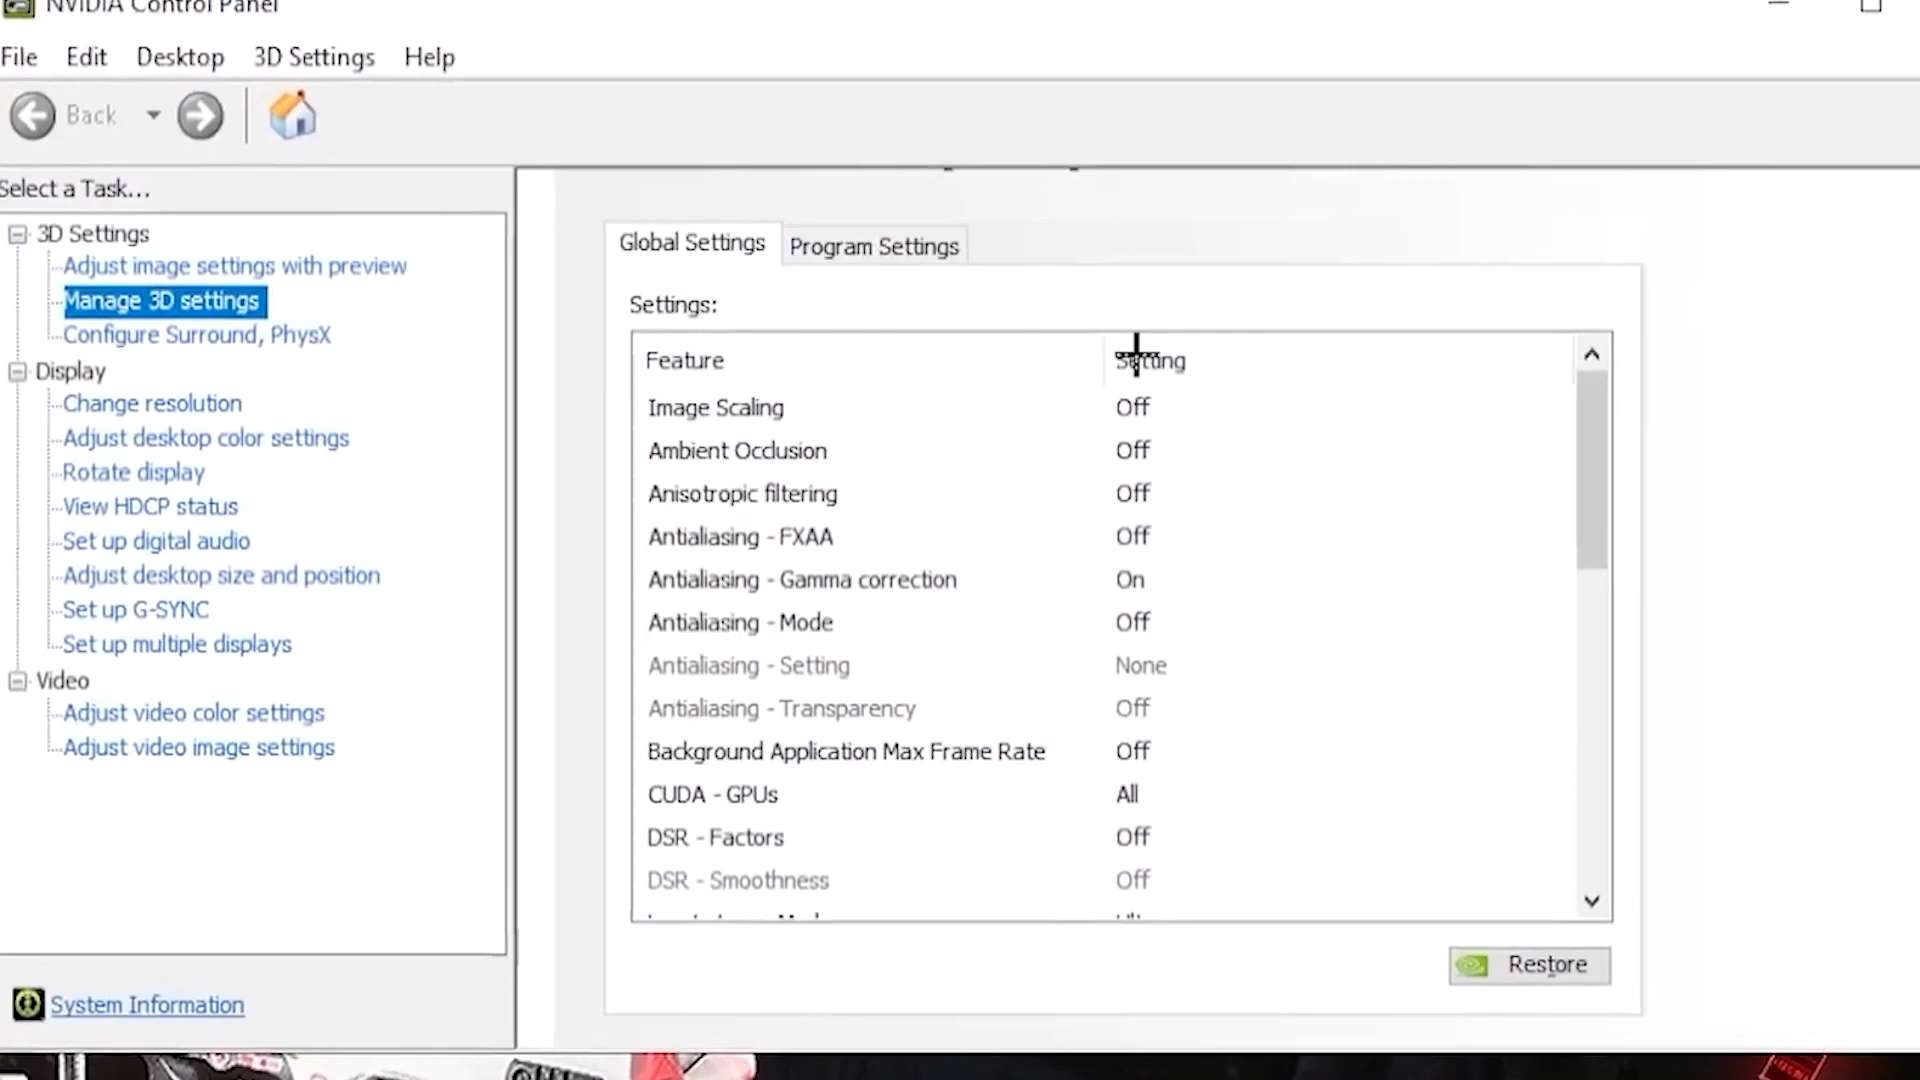 NVIDIA Control Panel
File Edit Desktop 3D Settings Help
Back
Select a Task...
3D Settings
Adjust image settings with preview
Manage 3D settings
Configure Surround, PhysX
Display
Change resolution
Adjust desktop color settings
Rotate display
View HDCP status
Set up digital audio
Adjust desktop size and position
Set up G-SYNC
Set up multiple displays
Video
Adjust video color settings
Adjust video image settings
System Information
Global Settings Program Settings
Settings:
Feature Setting
Image Scaling Off
Ambient Occlusion Off
Anisotropic filtering Off
Antialiasing - FXAA Off
Antialiasing - Gamma correction On
Antialiasing - Mode Off
Antialiasing - Setting None
Antialiasing - Transparency Off
Background Application Max Frame Rate Off
CUDA - GPUs All
DSR - Factors Off
DSR - Smoothness Off
Restore